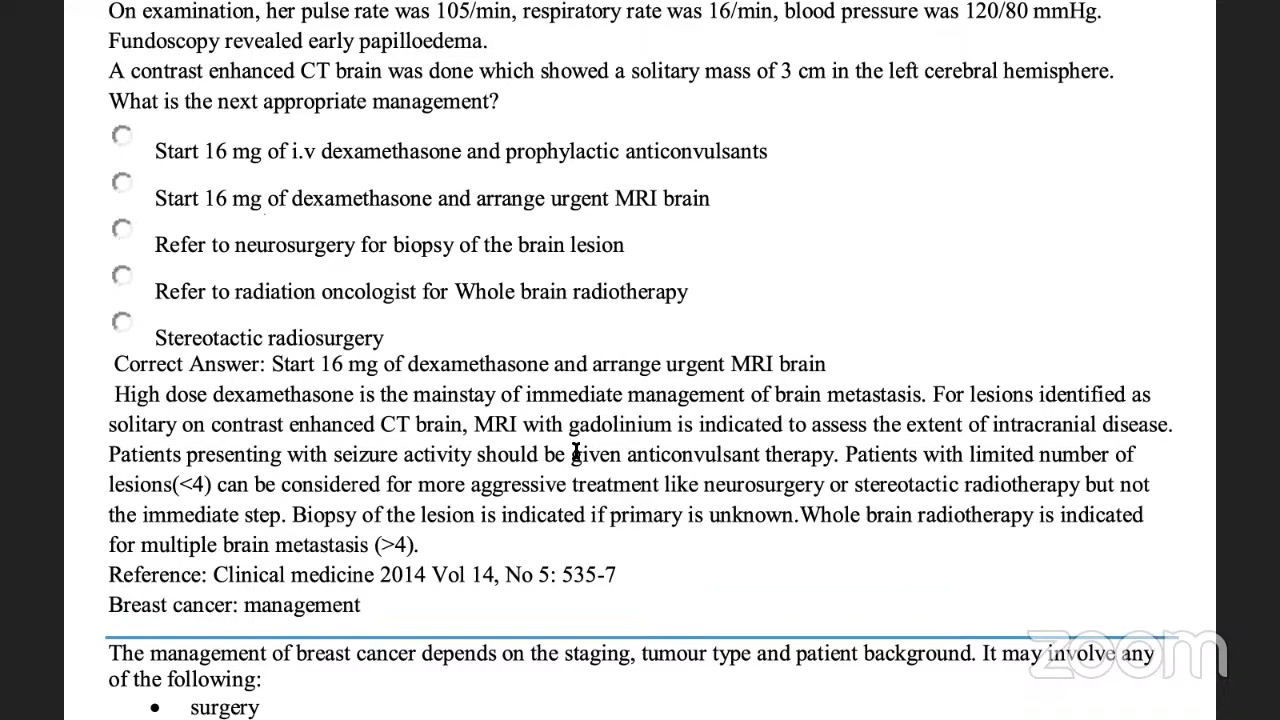 On examination, her pulse rate was 105/min, respiratory rate was 16/min, blood pressure was 120/80 mmHg.
Fundoscopy revealed early papilloedema.
A contrast enhanced CT brain was done which showed a solitary mass of 3 cm in the left cerebral hemisphere.
What is the next appropriate management?
Start 16 mg of i.v dexamethasone and prophylactic anticonvulsants
Start 16 mg of dexamethasone and arrange urgent MRI brain
Refer to neurosurgery for biopsy of the brain lesion
Refer to radiation oncologist for Whole brain radiotherapy
Stereotactic radiosurgery
Correct Answer: Start 16 mg of dexamethasone and arrange urgent MRI brain
High dose dexamethasone is the mainstay of immediate management of brain metastasis. For lesions identified as
solitary on contrast enhanced CT brain, MRI with gadolinium is indicated to assess the extent of intracranial disease.
Patients presenting with seizure activity should be given anticonvulsant therapy. Patients with limited number of
lesions(<4) can be considered for more aggressive treatment like neurosurgery or stereotactic radiotherapy but not
the immediate step. Biopsy of the lesion is indicated if primary is unknown.Whole brain radiotherapy is indicated
for multiple brain metastasis (>4).
Reference: Clinical medicine 2014 Vol 14, No 5: 535-7
Breast cancer: management
The management of breast cancer depends on the staging, tumour type and patient background. It may involve any
of the following:
• surgery
zoom